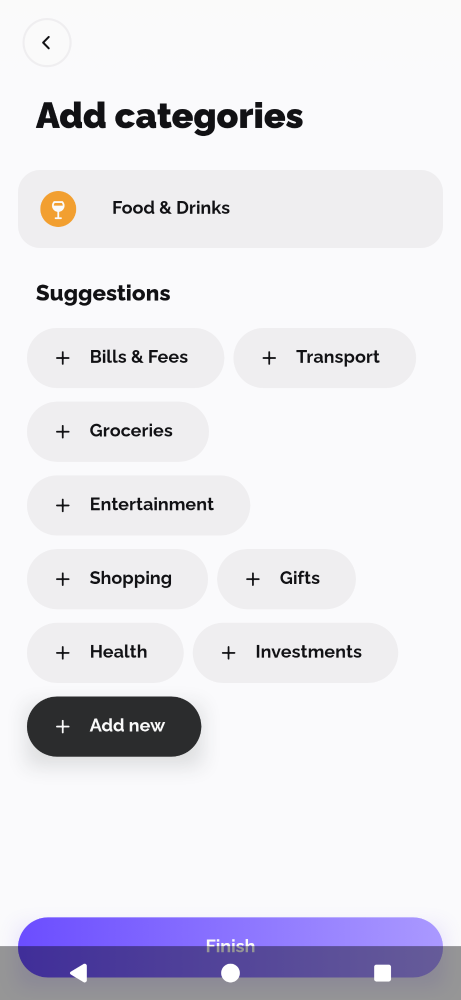 Add categories
Food & Drinks
Suggestions
Bills & Fees
Transport
Groceries
Entertainment
Shopping
Gifts
Health
Investments
Add new
Finish